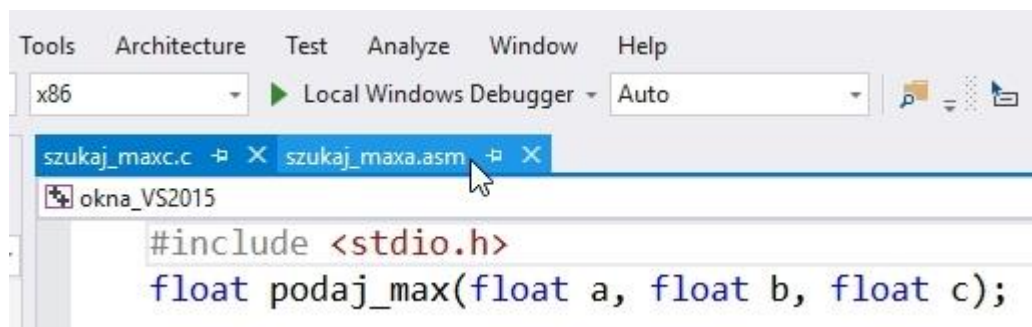 Tools Architecture Test Analyze Window Help
x86 Local Windows Debugger Auto
szukaj_maxc.c szukaj_maxa.asm
okna_VS2015
#include <stdio.h>
float podaj_max(float a, float b, float c);